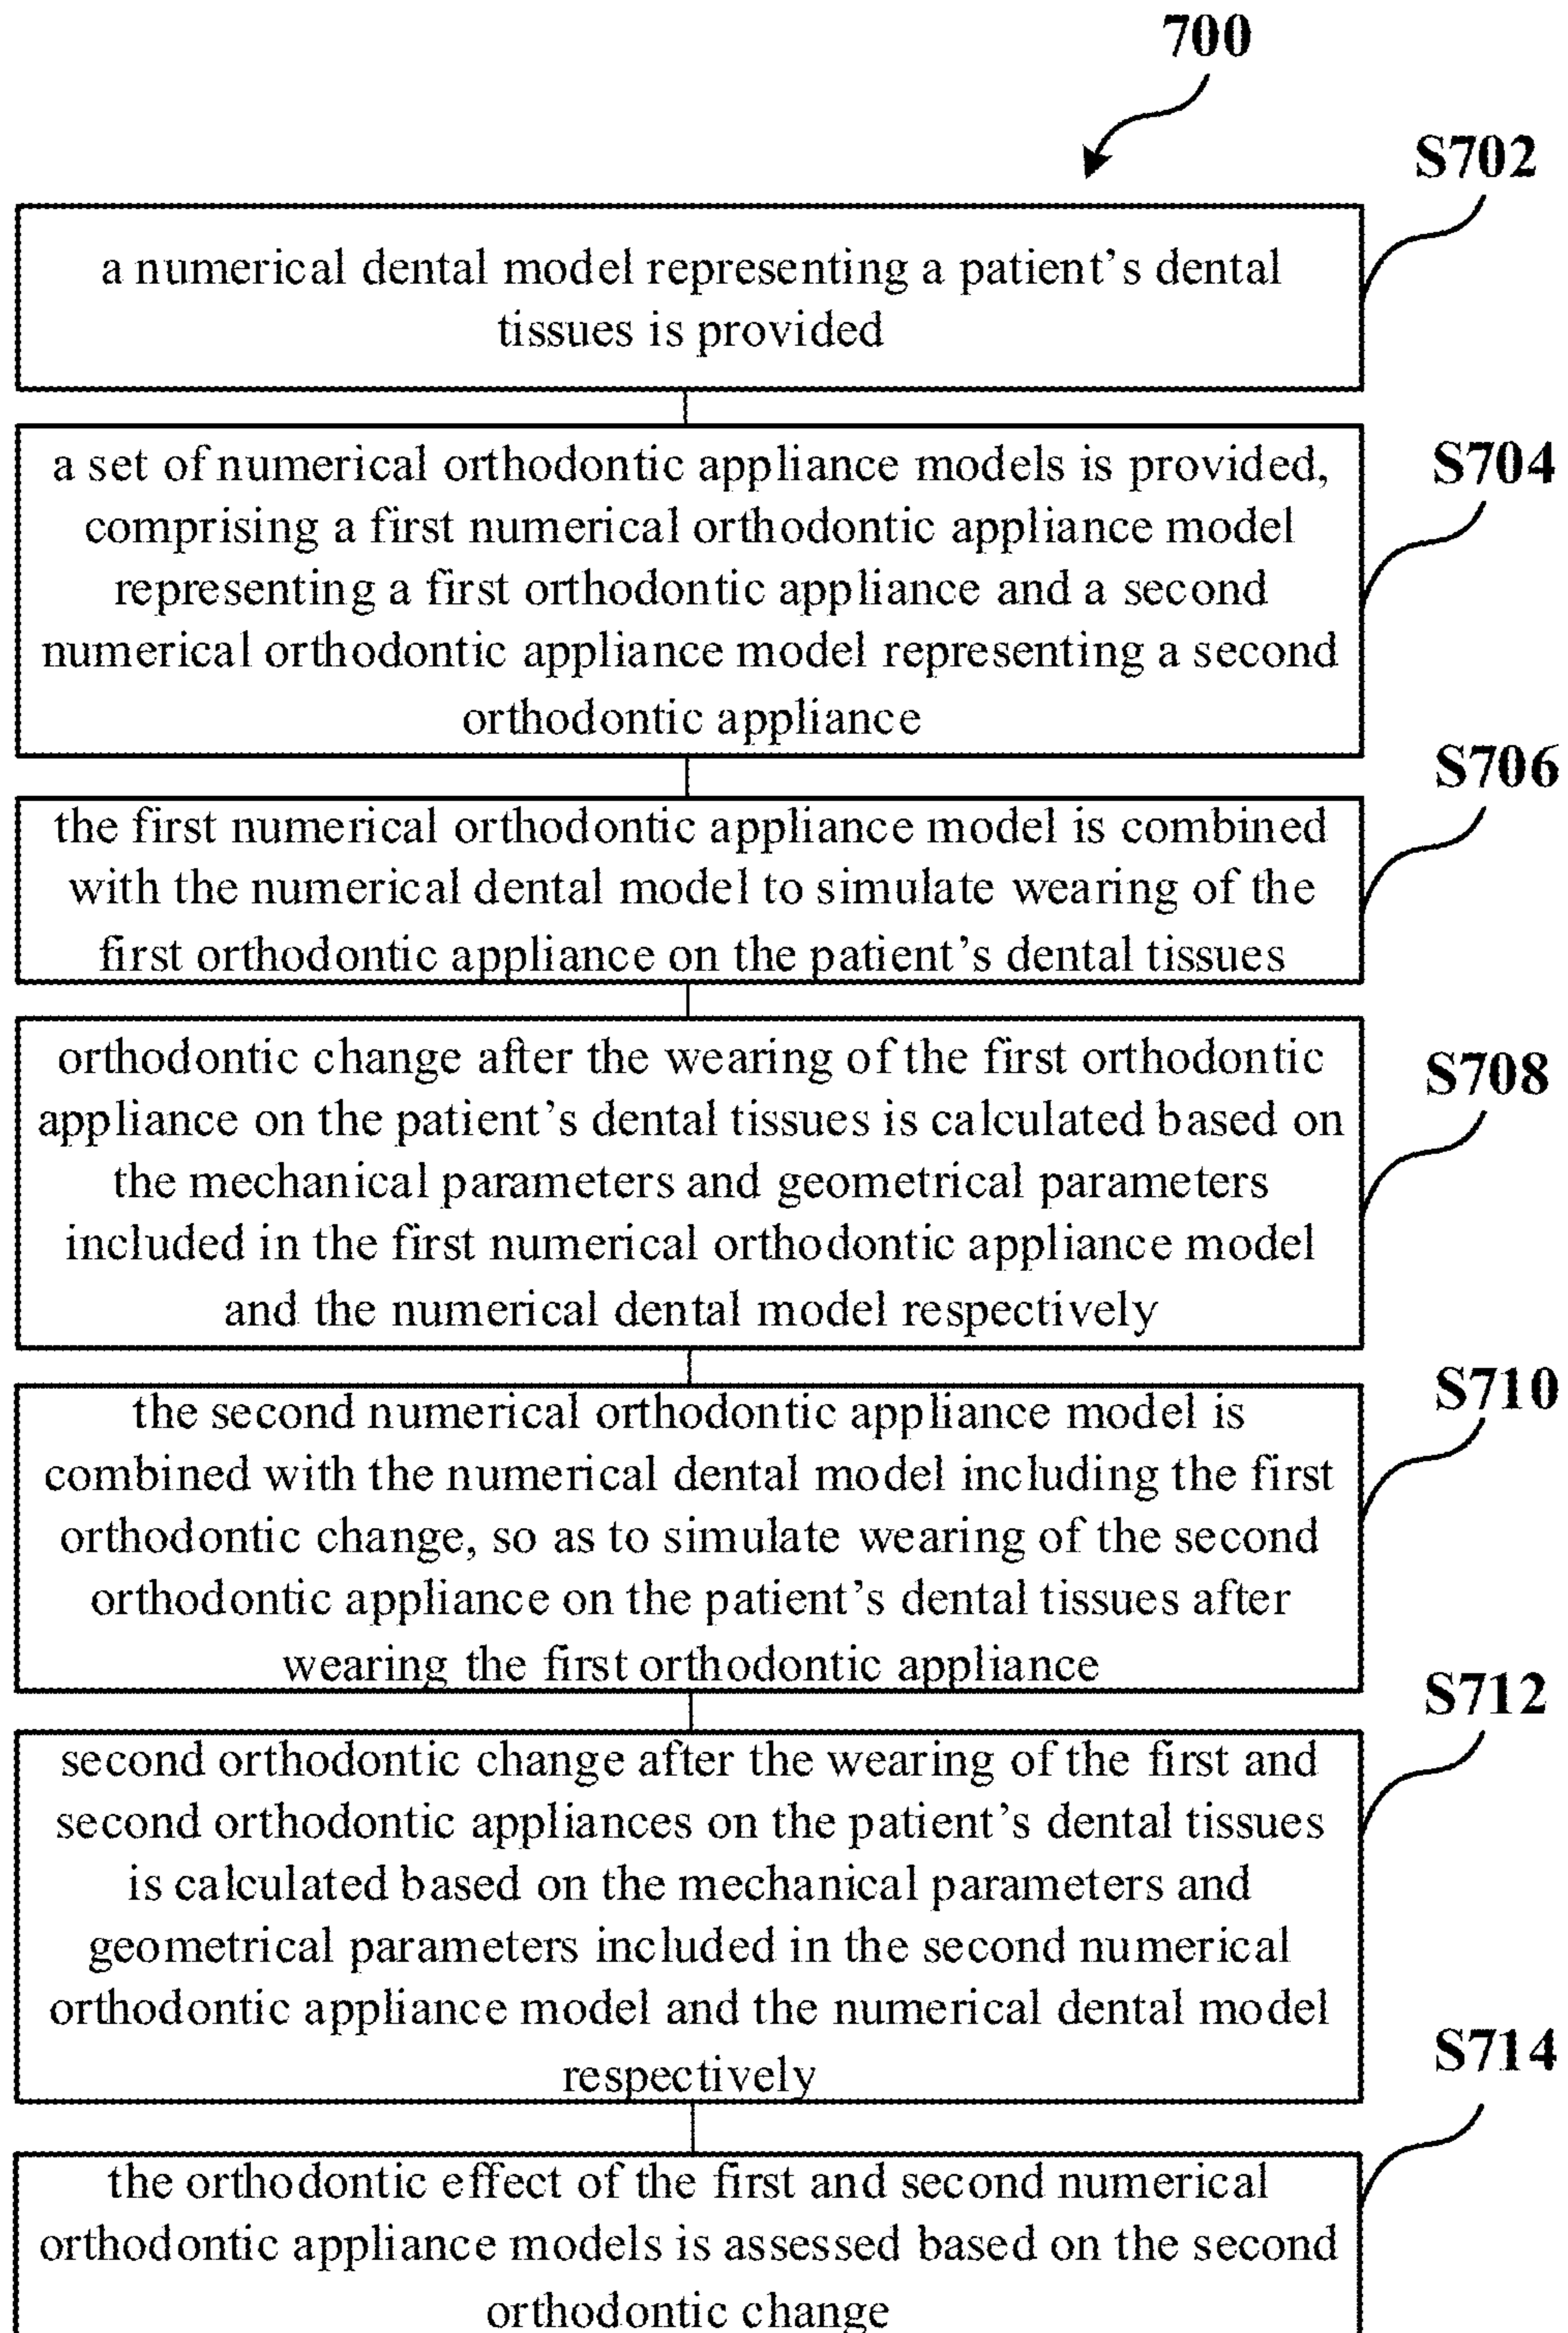 700
S702
a numerical dental model representing a patient's dental
tissues is provided
S704
a set of numerical orthodontic appliance models is provided,
comprising a first numerical orthodontic appliance model
representing a first orthodontic appliance and a second
numerical orthodontic appliance model representing a second
orthodontic appliance
S706
the first numerical orthodontic appliance model is combined
with the numerical dental model to simulate wearing of the
first orthodontic appliance on the patient's dental tissues
S708
orthodontic change after the wearing of the first orthodontic
appliance on the patient's dental tissues is calculated based on
the mechanical parameters and geometrical parameters
included in the first numerical orthodontic appliance model
and the numerical dental model respectively
S710
the second numerical orthodontic appliance model is
combined with the numerical dental model including the first
orthodontic change, so as to simulate wearing of the second
orthodontic appliance on the patient's dental tissues after
wearing the first orthodontic appliance
S712
second orthodontic change after the wearing of the first and
second orthodontic appliances on the patient's dental tissues
is calculated based on the mechanical parameters and
geometrical parameters included in the second numerical
orthodontic appliance model and the numerical dental model
respectively
S714
the orthodontic effect of the first and second numerical
orthodontic appliance models is assessed based on the second
orthodontic change